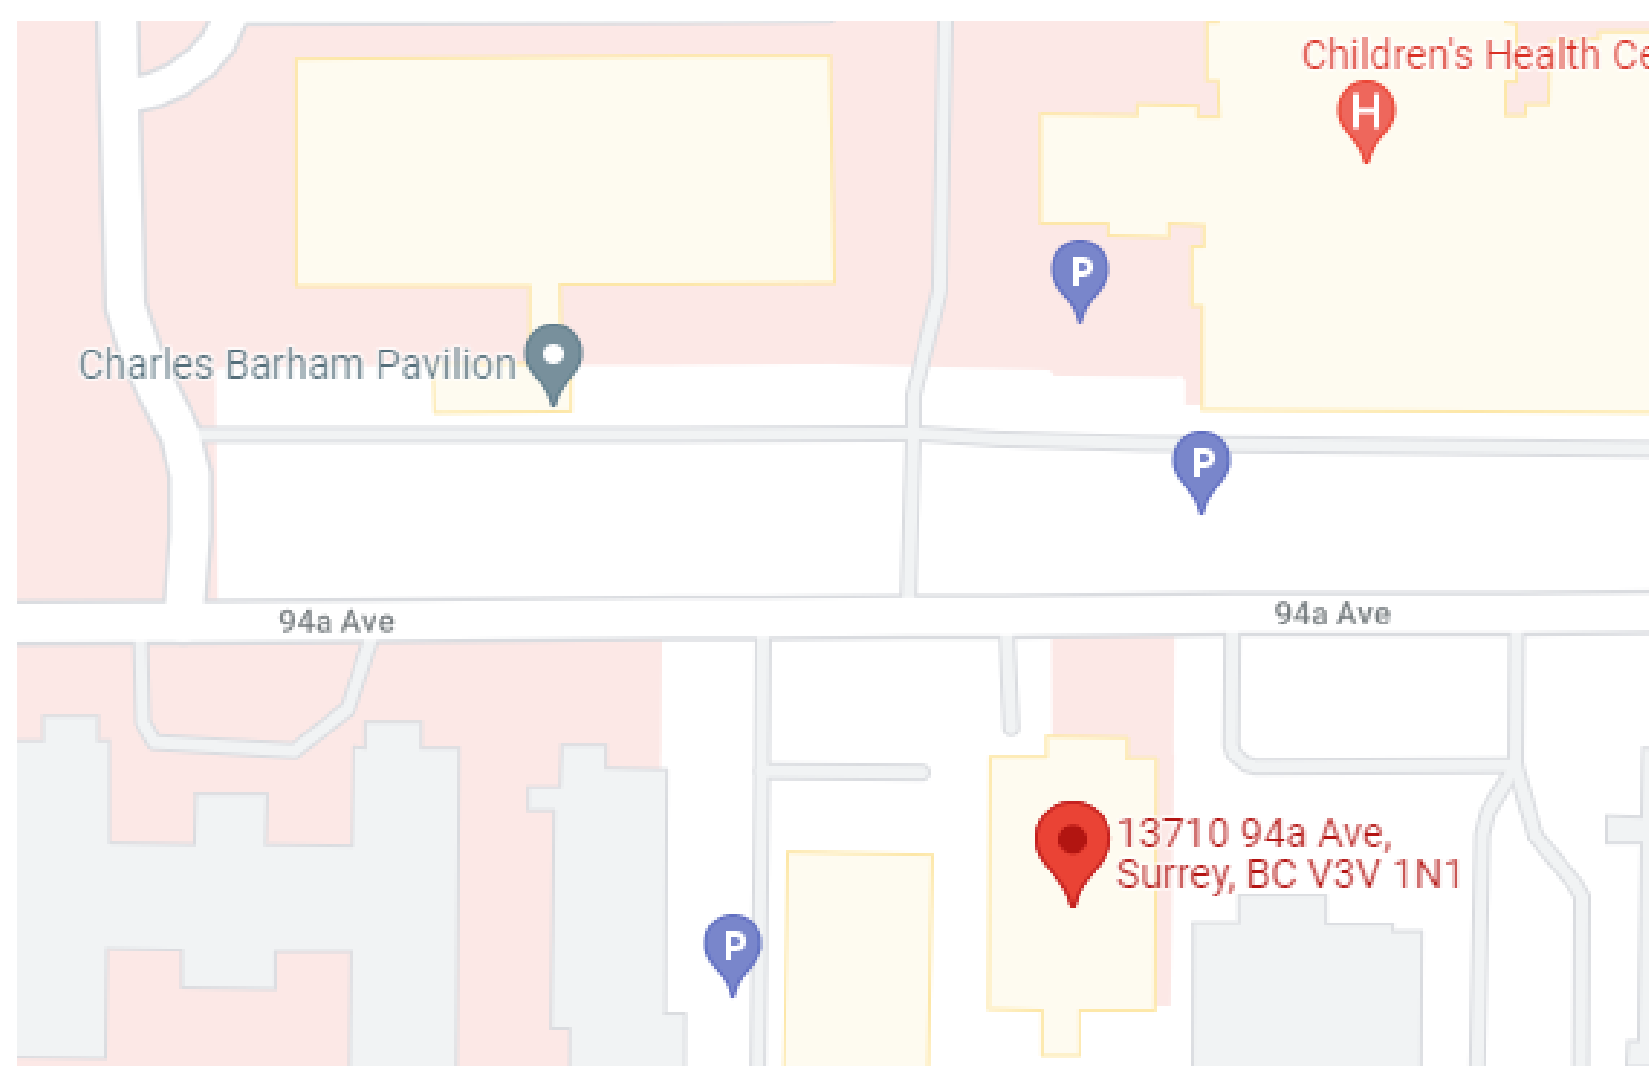 Children's Health Ce
H
P
Charles Barham Pavilion
P
94a Ave
94a Ave
13710 94a Ave,
Surrey, BC V3V 1N1
P